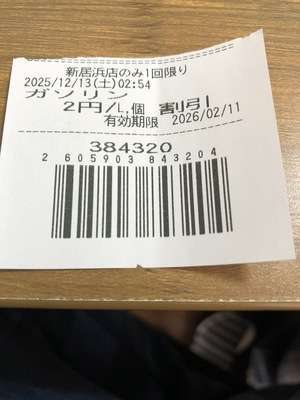 新居浜店のみ1回限り
2025/12/13(土)02:54
ガソリン
2円/L,個 割引
有効期限 2026/02/11
384320
2 605903 843204